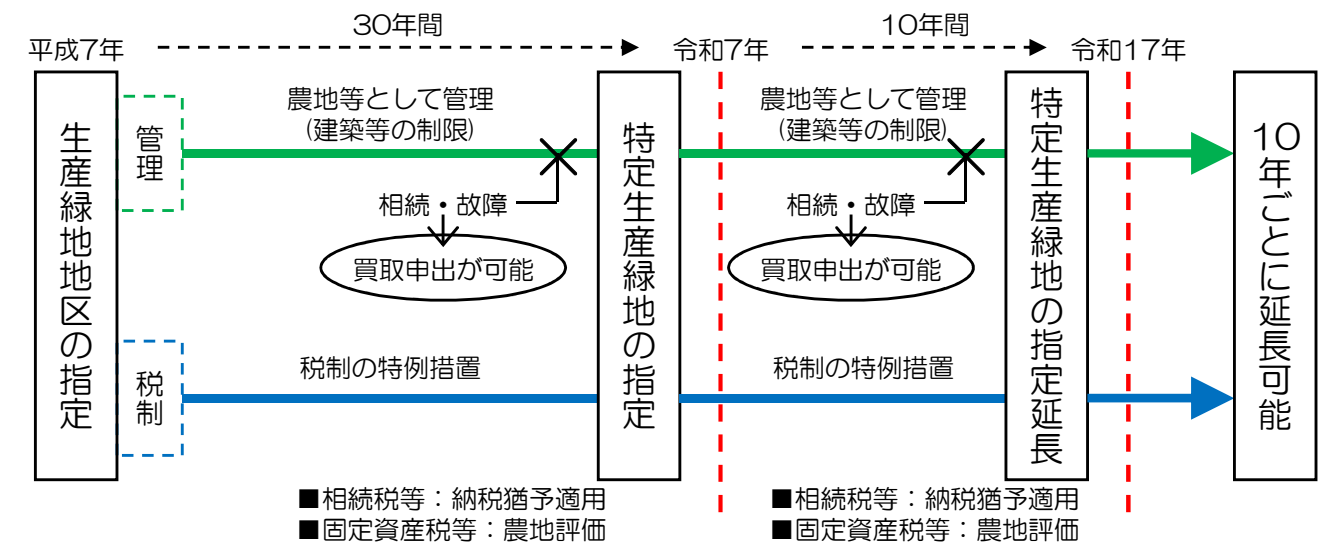 30年間
10年間
平成7年
令和7年
令和17年
生産緑地地区の指定
管理
農地等として管理
(建築等の制限)
相続・故障
買取申出が可能
特定生産緑地の指定
農地等として管理
(建築等の制限)
相続・故障
買取申出が可能
特定生産緑地の指定延長
10年ごとに延長可能
税制
税制の特例措置
税制の特例措置
■相続税等：納税猶予適用
■固定資産税等：農地評価
■相続税等：納税猶予適用
■固定資産税等：農地評価